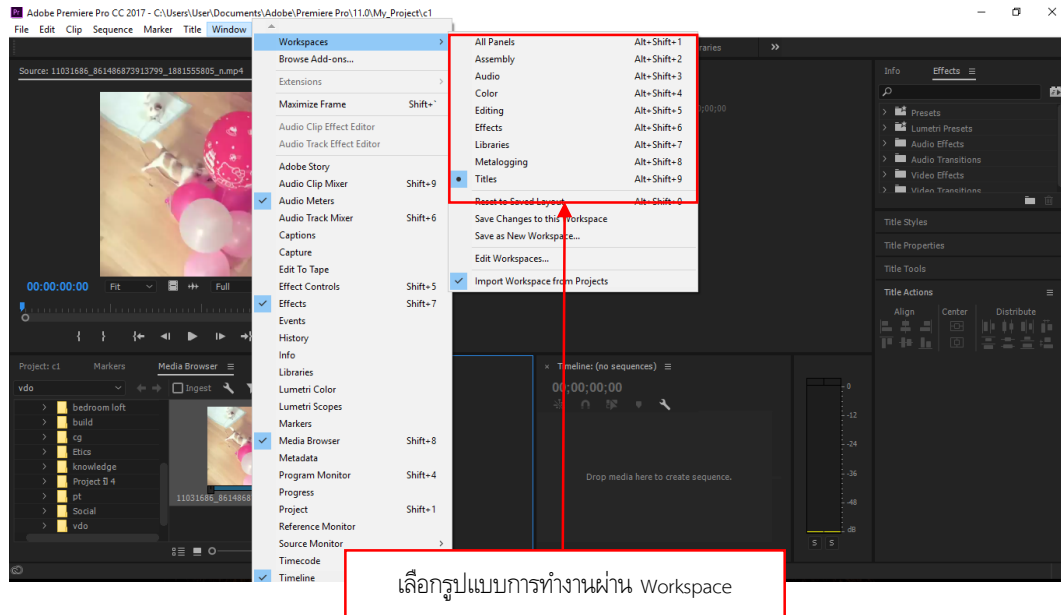 Adobe Premiere Pro CC 2017 - C:\Users\User\Documents\Adobe\Premiere Pro\11.0\My_Project\c1
File Edit Clip Sequence Marker Title Window
Source: 11031686_861486873913799_1881555805_n.mp4
00:00:00:00 Fit Full
Workspaces
Browse Add-ons...
Extensions
Maximize Frame Shift+`
Audio Clip Effect Editor
Audio Track Effect Editor
Adobe Story
Audio Clip Mixer Shift+9
Audio Meters
Audio Track Mixer Shift+6
Captions
Capture
Edit To Tape
Effect Controls Shift+5
Effects Shift+7
Events
History
Info
Libraries
Lumetri Color
Lumetri Scopes
Markers
Media Browser Shift+8
Metadata
Program Monitor Shift+4
Progress
Project Shift+1
Reference Monitor
Source Monitor
Timecode
Timeline
All Panels Alt+Shift+1
Assembly Alt+Shift+2
Audio Alt+Shift+3
Color Alt+Shift+4
Editing Alt+Shift+5
Effects Alt+Shift+6
Libraries Alt+Shift+7
Metalogging Alt+Shift+8
Titles Alt+Shift+9
Reset to Saved Layout Alt+Shift+0
Save Changes to this Workspace
Save as New Workspace...
Edit Workspaces...
Import Workspace from Projects
raries
;00;00
Info Effects
Presets
Lumetri Presets
Audio Effects
Audio Transitions
Video Effects
Video Transitions
Title Styles
Title Properties
Title Tools
Title Actions
Align Center Distribute
Project: c1 Markers Media Browser
vdo Ingest
bedroom loft
build
cg
Etics
knowledge
Project ปี 4
pt
Social
vdo
11031686_8614868
Timeline: (no sequences)
00;00;00;00
Drop media here to create sequence.
0
-12
-24
-36
-48
dB
S S
เลือกรูปแบบการทำงานผ่าน Workspace